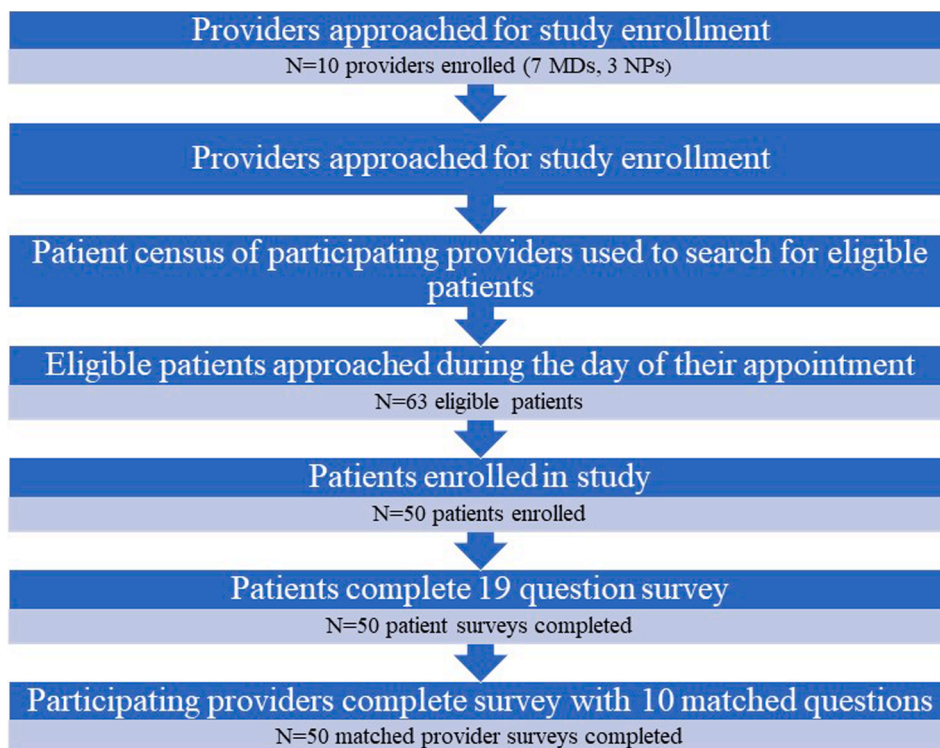 Providers approached for study enrollment
N=10 providers enrolled (7 MDs, 3 NPs)
Providers approached for study enrollment
Patient census of participating providers used to search for eligible
patients
Eligible patients approached during the day of their appointment
N=63 eligible patients
Patients enrolled in study
N=50 patients enrolled
Patients complete 19 question survey
N=50 patient surveys completed
Participating providers complete survey with 10 matched questions
N=50 matched provider surveys completed